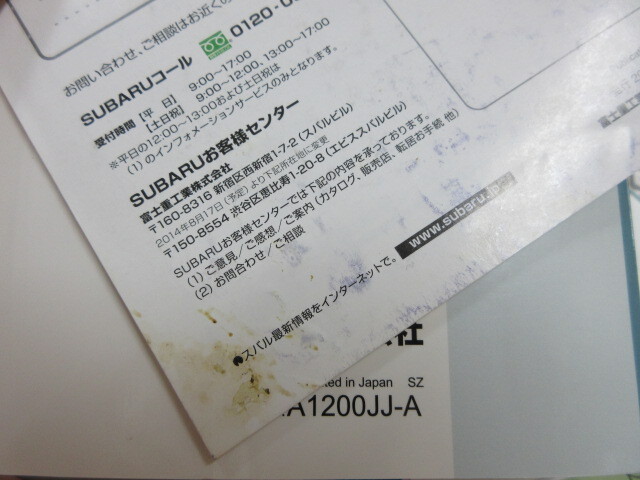 お問い合わせ、ご相談はお近くの
SUBARUコール 0120-0
受付時間 [平　日] 9:00〜17:00
[土日祝] 9:00〜12:00、13:00〜17:00
※平日の12:00〜13:00および土日祝は
(1)のインフォメーションサービスのみとなります。
SUBARUお客様センター
富士重工業株式会社
〒160-8316 新宿区西新宿1-7-2 (スバルビル)
2014年8月17日 (予定) より下記所在地に変更
〒150-8554 渋谷区恵比寿1-20-8 (エビススバルビル)
SUBARUお客様センターでは下記の内容を承っております。
(1) ご意見／ご感想／ご案内 (カタログ、販売店、転居お手続 他)
(2) お問合わせ／ご相談
●スバル最新情報をインターネットで。 www.subaru.jp
社
ted in Japan SZ
A1200JJ-A